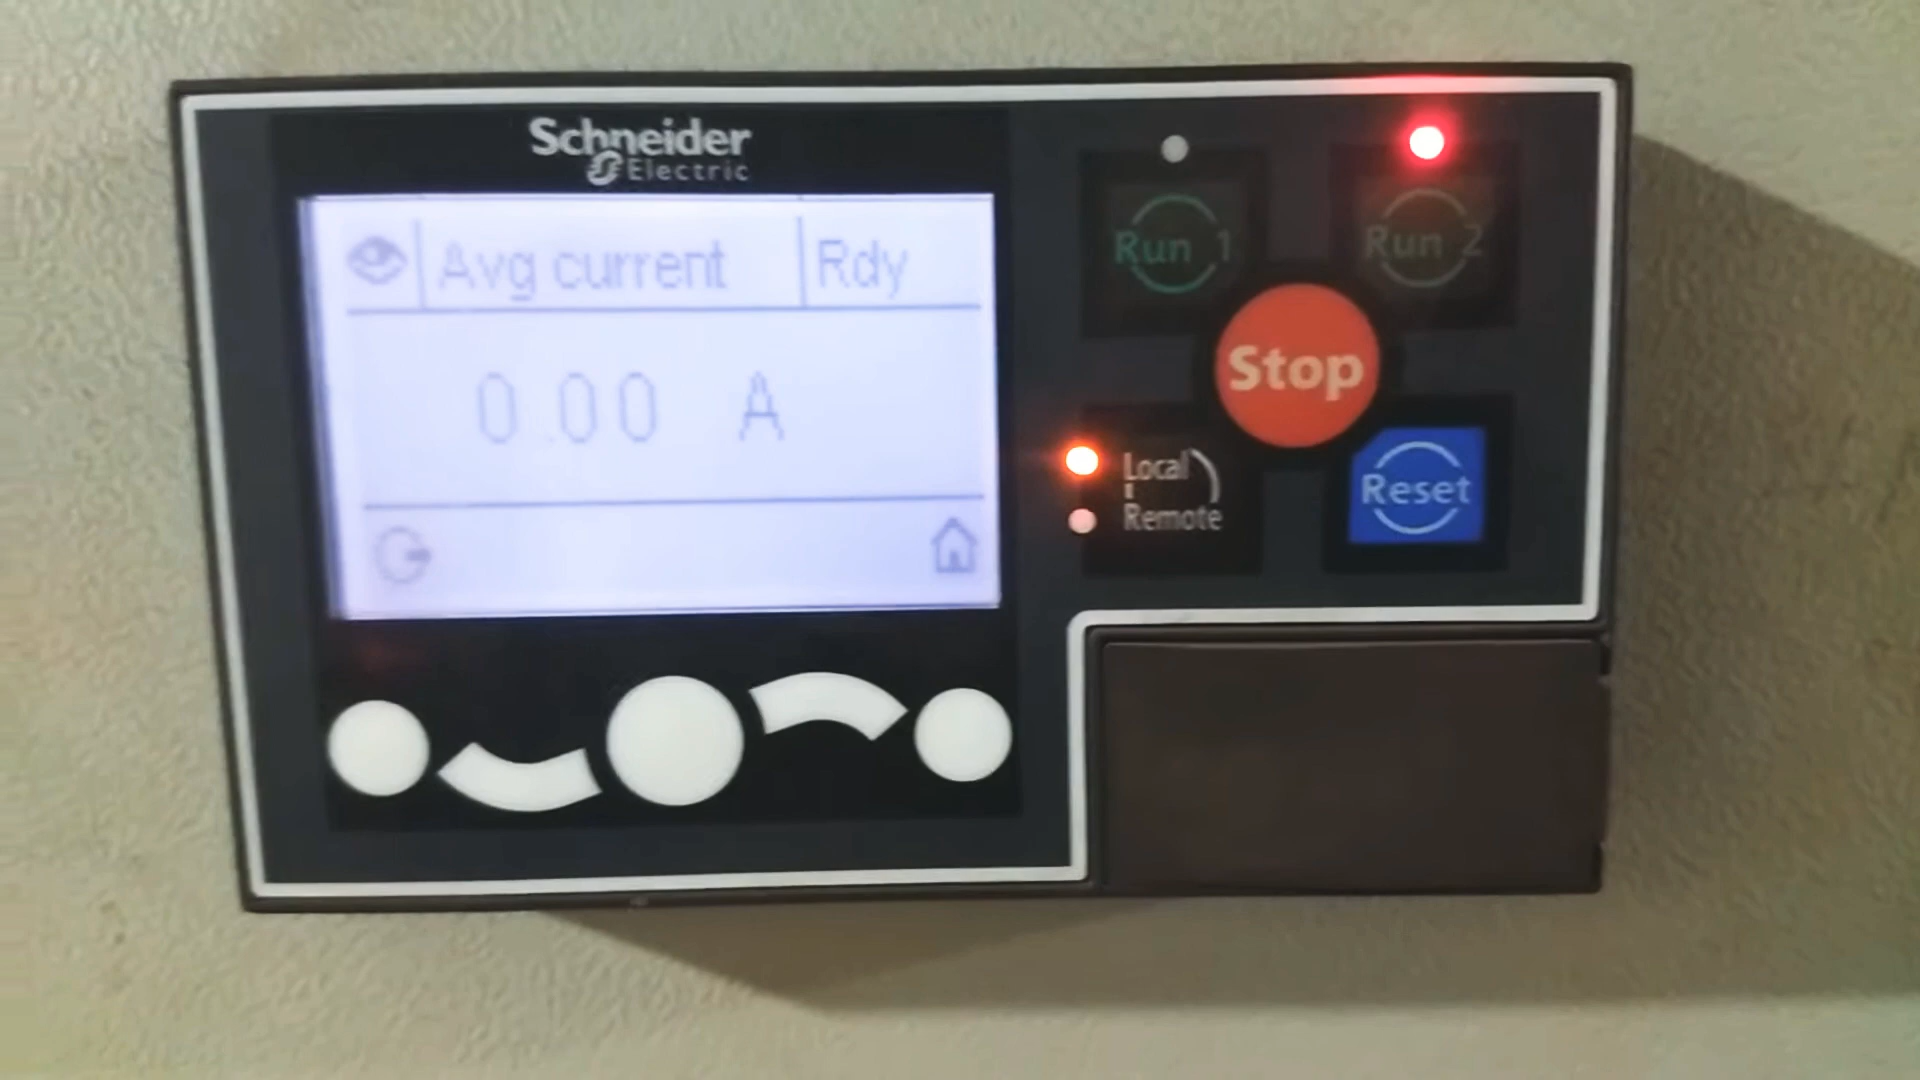 Schneider
Electric
Avg current Rdy
0.00 A
Run 1
Run 2
Stop
Local
Remote
Reset